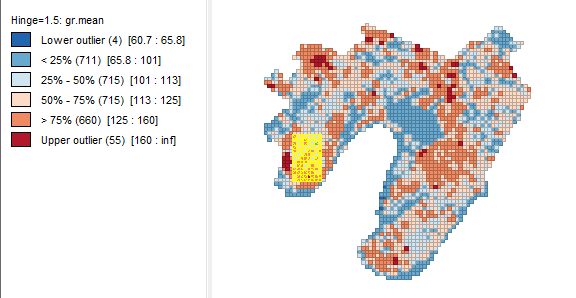 Hinge=1.5: gr.mean
Lower outlier (4) [60.7 : 65.8]
< 25% (711) [65.8 : 101]
25% - 50% (715) [101 : 113]
50% - 75% (715) [113 : 125]
> 75% (660) [125 : 160]
Upper outlier (55) [160 : inf]